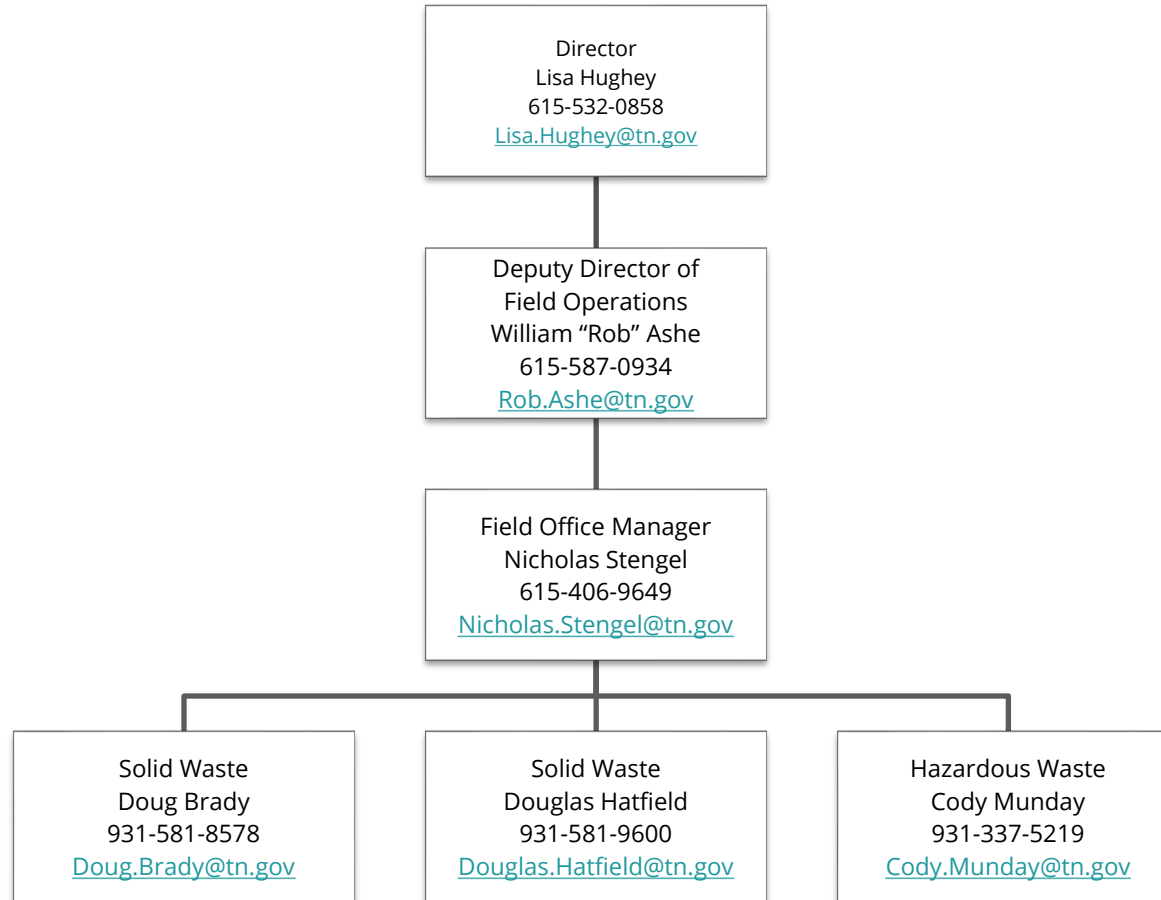 Director
Lisa Hughey
615-532-0858
Lisa.Hughey@tn.gov
Deputy Director of
Field Operations
William “Rob” Ashe
615-587-0934
Rob.Ashe@tn.gov
Field Office Manager
Nicholas Stengel
615-406-9649
Nicholas.Stengel@tn.gov
Solid Waste
Doug Brady
931-581-8578
Doug.Brady@tn.gov
Solid Waste
Douglas Hatfield
931-581-9600
Douglas.Hatfield@tn.gov
Hazardous Waste
Cody Munday
931-337-5219
Cody.Munday@tn.gov